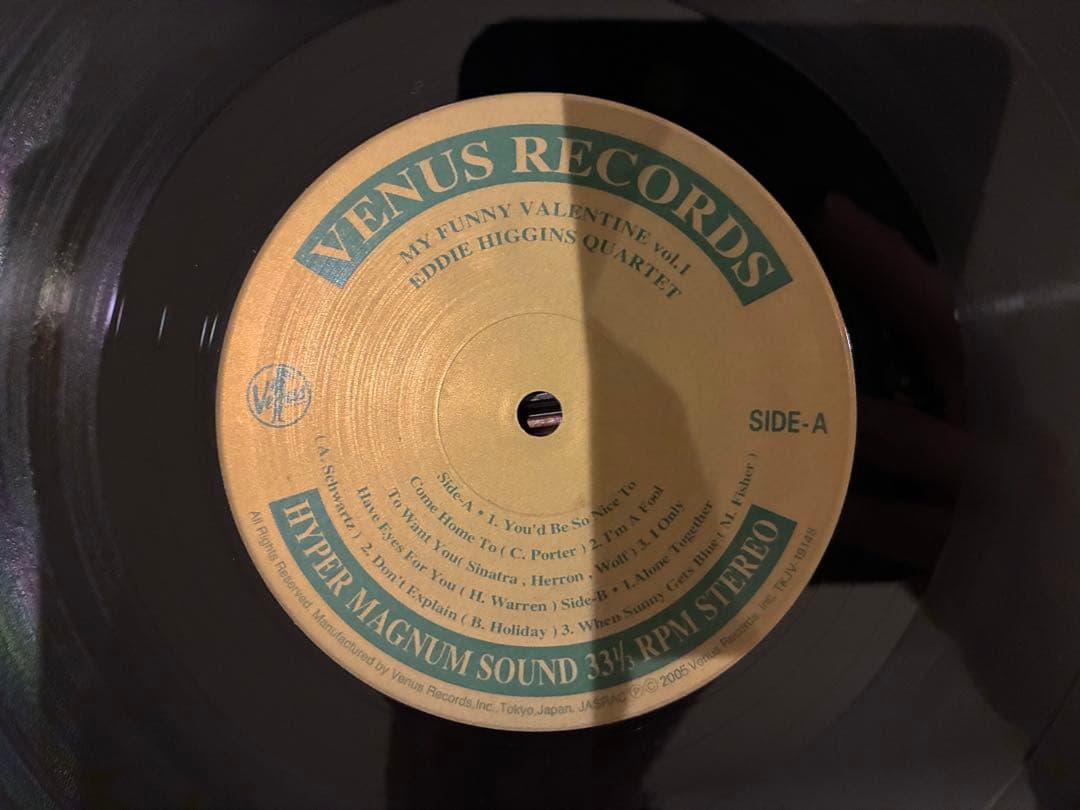 VENUS RECORDS
MY FUNNY VALENTINE vol.1
EDDIE HIGGINS QUARTET
Venus
SIDE-A
Side-A • 1. You'd Be So Nice To
Come Home To ( C. Porter ) 2. I'm A Fool
To Want You( Sinatra , Herron , Wolf ) 3. I Only
Have Eyes For You ( H. Warren ) Side-B • 1.Alone Together
( A. Schwartz ) 2. Don't Explain ( B. Holiday ) 3. When Sunny Gets Blue ( M. Fisher )
HYPER MAGNUM SOUND 33⅓ RPM STEREO
All Rights Reserved. Manufactured by Venus Records,Inc.,Tokyo,Japan. JASRAC ℗ © 2005 Venus Records, Inc. TKJV-19148